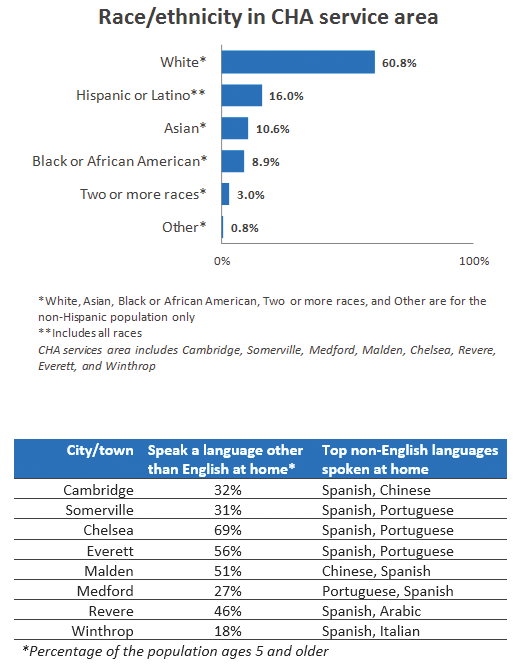 Race/ethnicity in CHA service area
White* 60.8%
Hispanic or Latino** 16.0%
Asian* 10.6%
Black or African American* 8.9%
Two or more races* 3.0%
Other* 0.8%
0% 100%
*White, Asian, Black or African American, Two or more races, and Other are for the
non-Hispanic population only
**Includes all races
CHA services area includes Cambridge, Somerville, Medford, Malden, Chelsea, Revere,
Everett, and Winthrop
City/town Speak a language other Top non-English languages
than English at home* spoken at home
Cambridge 32% Spanish, Chinese
Somerville 31% Spanish, Portuguese
Chelsea 69% Spanish, Portuguese
Everett 56% Spanish, Portuguese
Malden 51% Chinese, Spanish
Medford 27% Portuguese, Spanish
Revere 46% Spanish, Arabic
Winthrop 18% Spanish, Italian
*Percentage of the population ages 5 and older